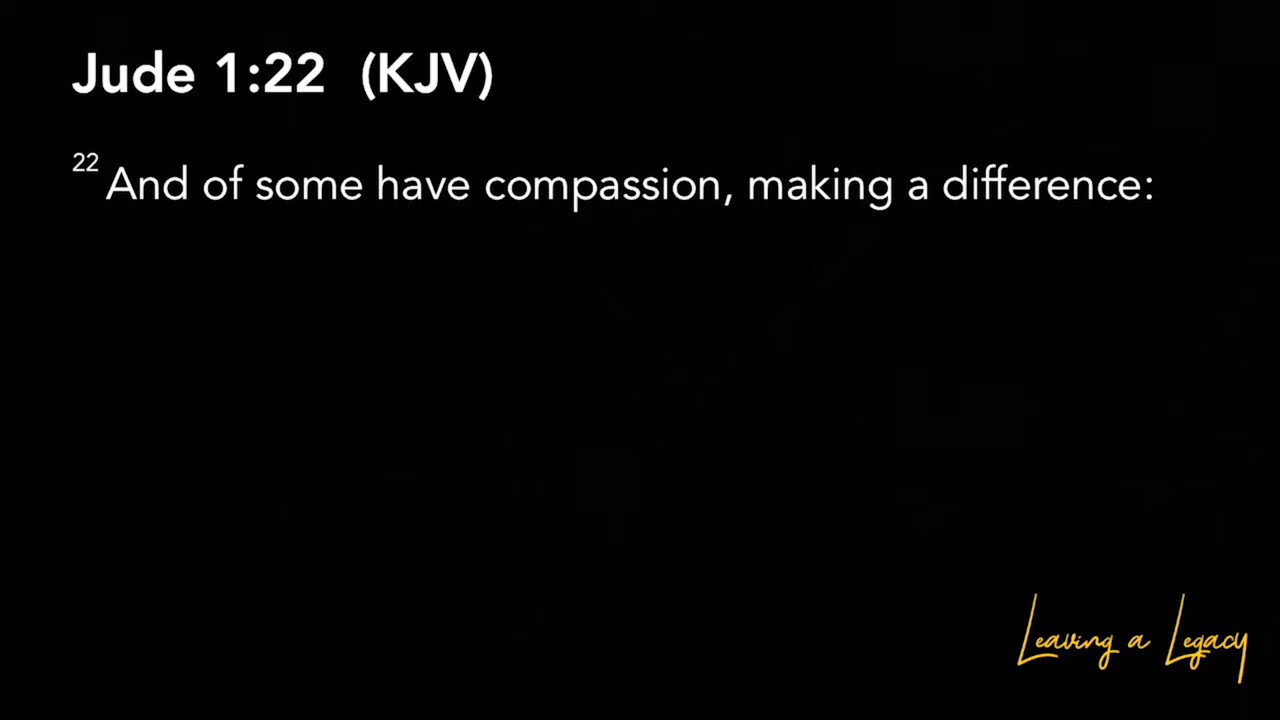 Jude 1:22 (KJV)
22 And of some have compassion, making a difference:
Leaving a Legacy